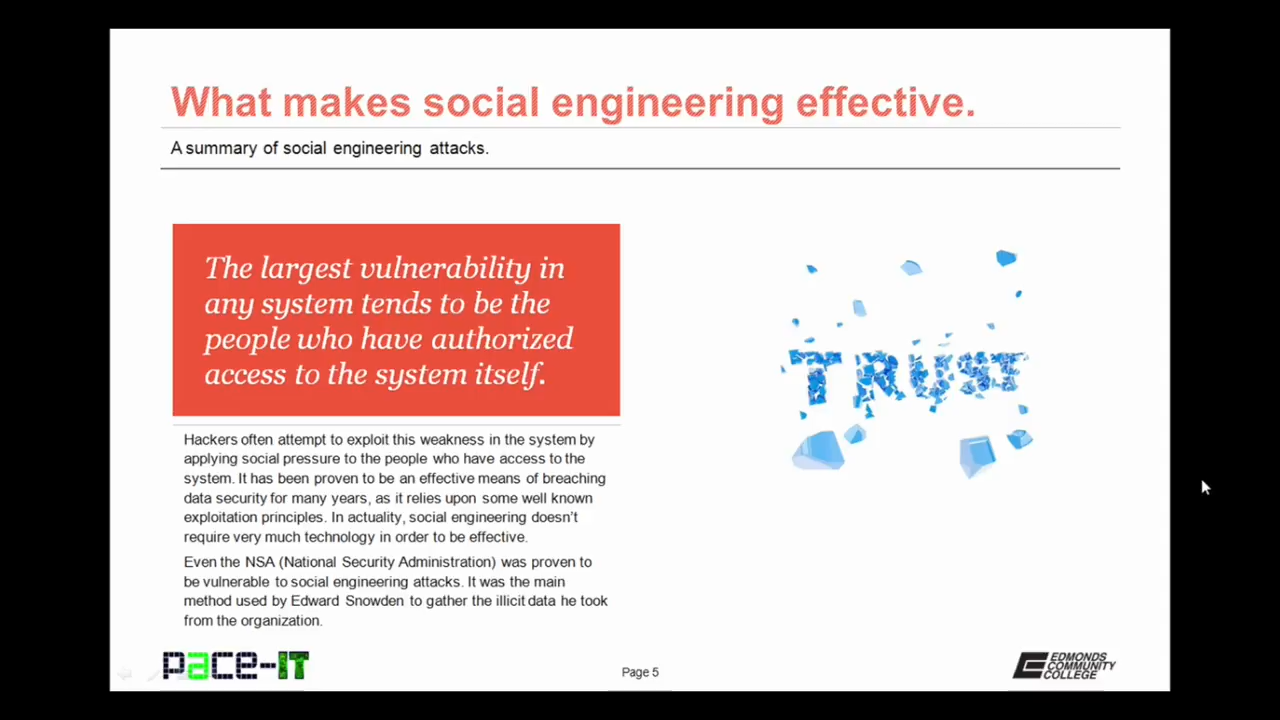 What makes social engineering effective.
A summary of social engineering attacks.
The largest vulnerability in
any system tends to be the
people who have authorized
access to the system itself.
TRUST
Hackers often attempt to exploit this weakness in the system by
applying social pressure to the people who have access to the
system. It has been proven to be an effective means of breaching
data security for many years, as it relies upon some well known
exploitation principles. In actuality, social engineering doesn't
require very much technology in order to be effective.
Even the NSA (National Security Administration) was proven to
be vulnerable to social engineering attacks. It was the main
method used by Edward Snowden to gather the illicit data he took
from the organization.
pace-IT
Page 5
EDMONDS
COMMUNITY
COLLEGE